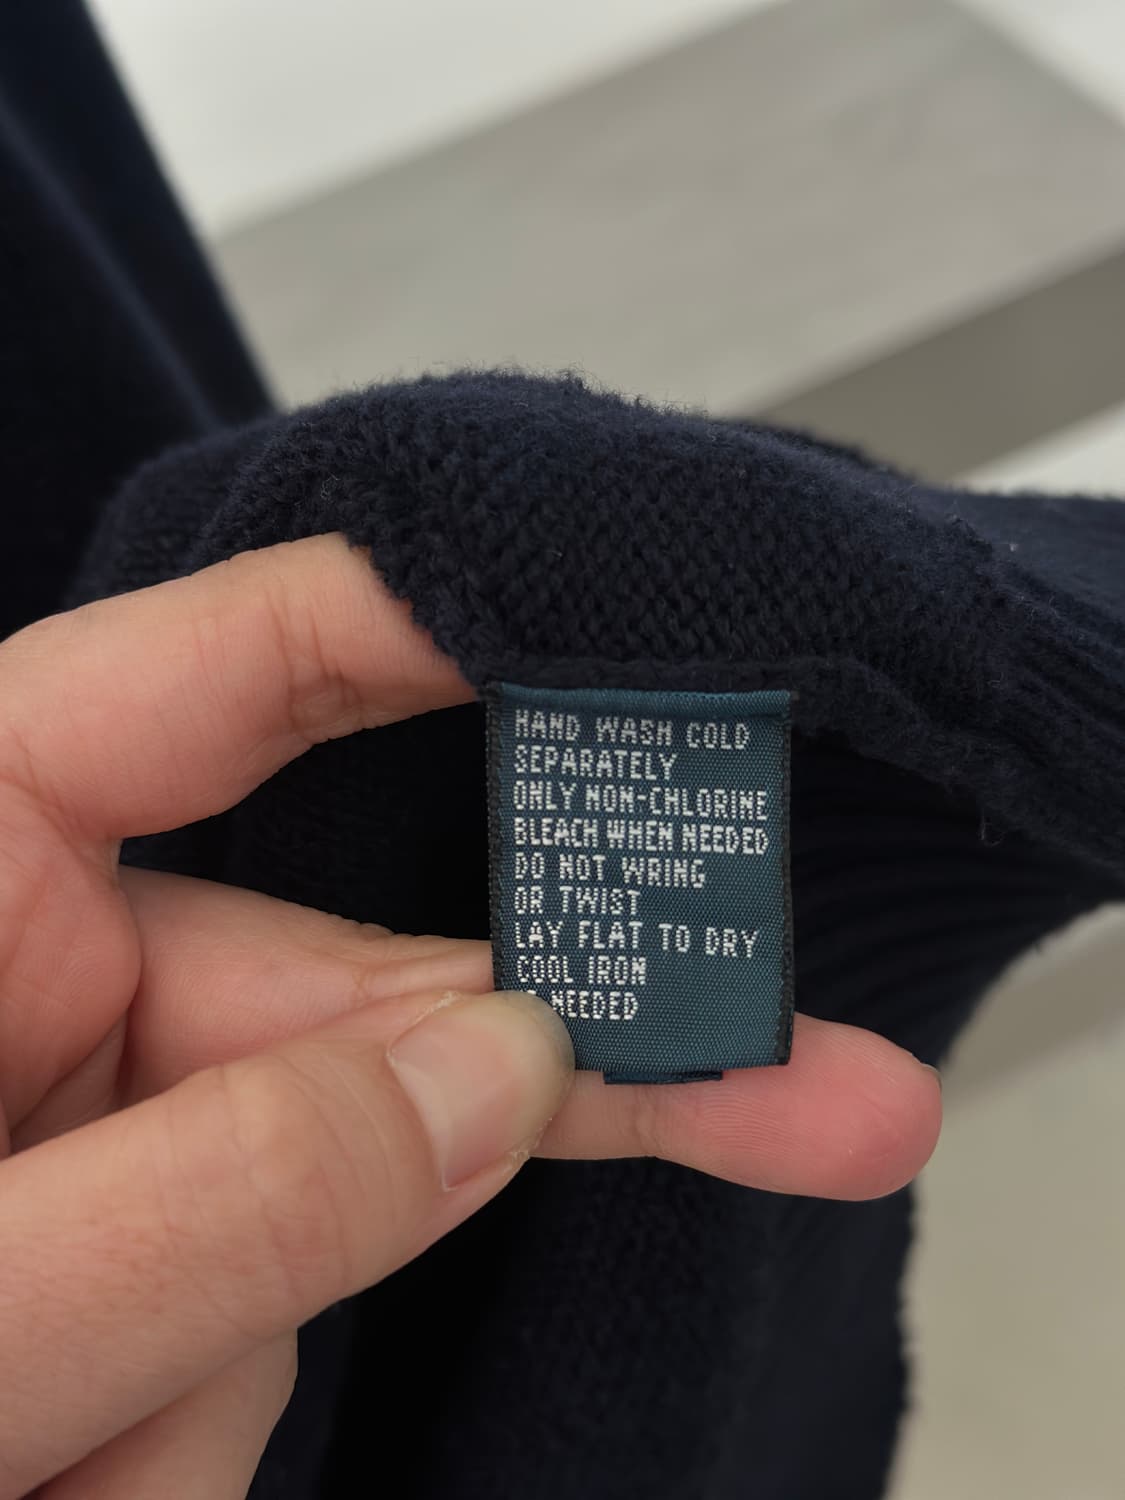 HAND WASH COLD
SEPARATELY
ONLY NON-CHLORINE
BLEACH WHEN NEEDED
DO NOT WRING
OR TWIST
LAY FLAT TO DRY
COOL IRON
NEEDED